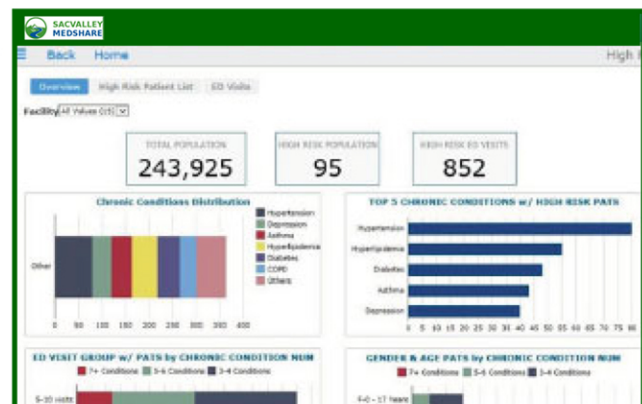 SACVALLEY
MEDSHARE
Back Home High
Overview High Risk Patient List ED Visits
Facility All Values (15)
TOTAL POPULATION HIGH RISK POPULATION HIGH RISK ED VISITS
243,925 95 852
Chronic Conditions Distribution
Hypertension
Depression
Asthma
Hyperlipidemia
Diabetes
COPD
Others
Other
0 50 100 150 200 250 300 350 400
TOP 5 CHRONIC CONDITIONS w/ HIGH RISK PATS
Hypertension
Hyperlipidemia
Diabetes
Asthma
Depression
0 5 10 15 20 25 30 35 40 45 50 55 60 65 70 75 80
ED VISIT GROUP w/ PATS by CHRONIC CONDITION NUM
7+ Conditions 5-6 Conditions 3-4 Conditions
5-10 visits
GENDER & AGE PATS by CHRONIC CONDITION NUM
7+ Conditions 5-6 Conditions 3-4 Conditions
F-0 - 17 Years